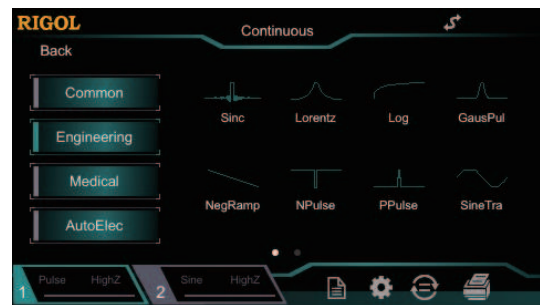 RIGOL
Continuous
Back
Common
Engineering
Medical
AutoElec
Sinc Lorentz Log GausPul
NegRamp NPulse PPulse SineTra
1 Pulse HighZ 2 Sine HighZ